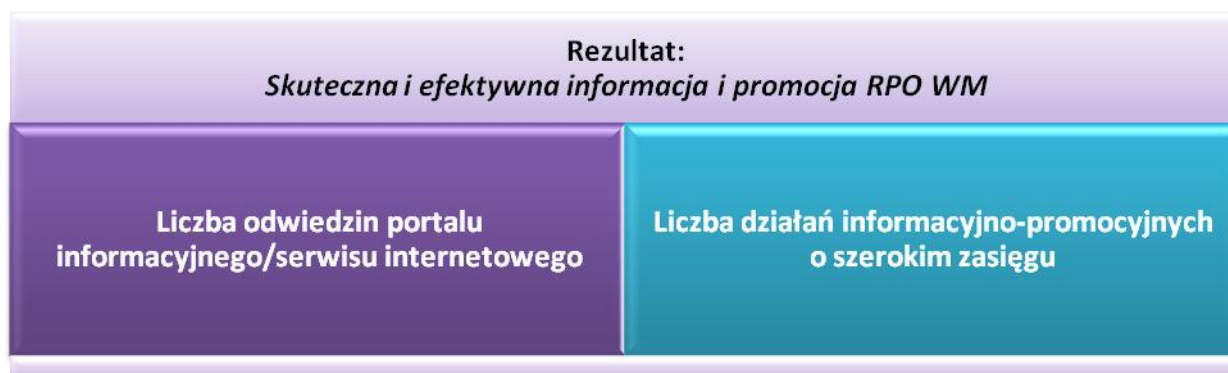 Rezultat:
Skuteczna i efektywna informacja i promocja RPO WM
Liczba odwiedzin portalu
informacyjnego/serwisu internetowego
Liczba działań informacyjno-promocyjnych
o szerokim zasięgu